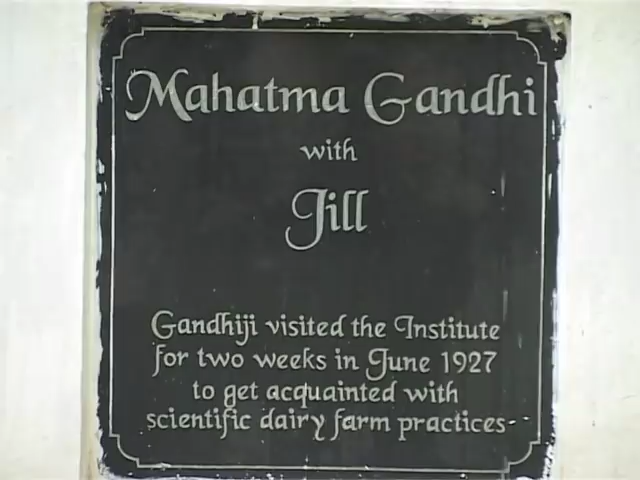 Mahatma Gandhi
with
Jill
Gandhiji visited the Institute
for two weeks in June 1927
to get acquainted with
scientific dairy farm practices